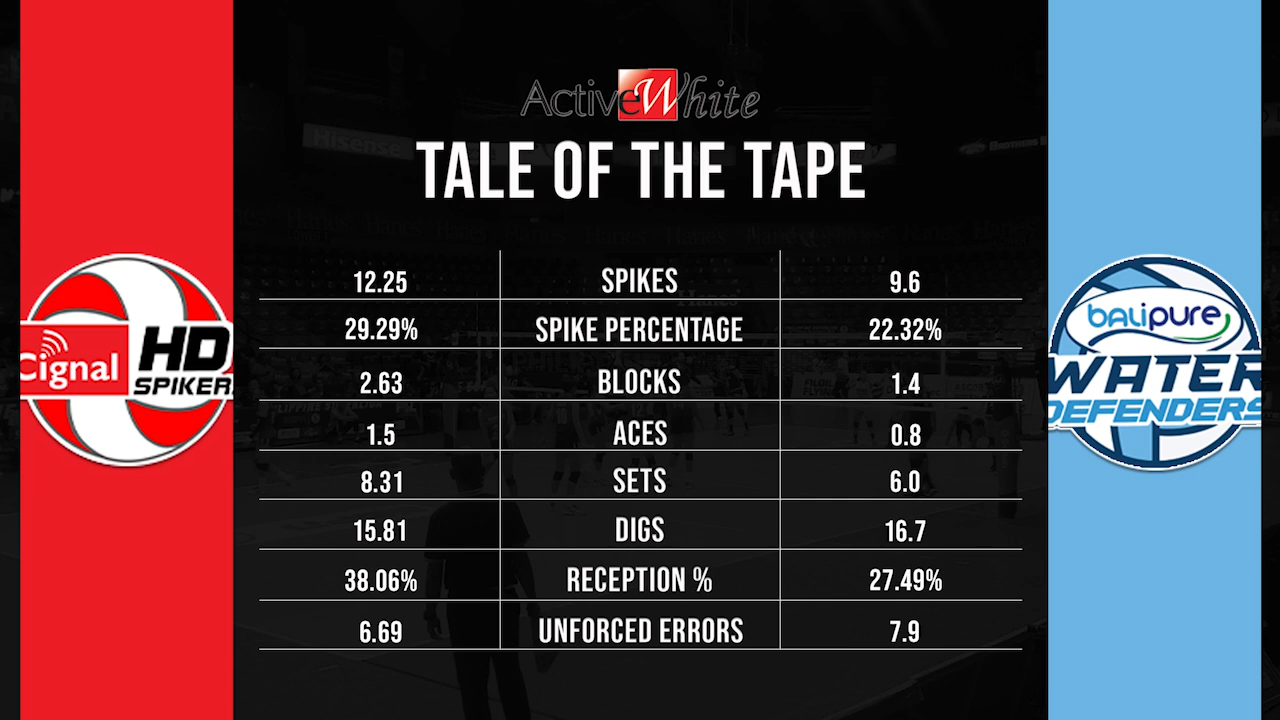 ActiveWhite
TALE OF THE TAPE
12.25 SPIKES 9.6
29.29% SPIKE PERCENTAGE 22.32%
2.63 BLOCKS 1.4
1.5 ACES 0.8
8.31 SETS 6.0
15.81 DIGS 16.7
38.06% RECEPTION % 27.49%
6.69 UNFORCED ERRORS 7.9
Cignal HD
SPIKER
balipure
WATER
DEFENDERS
Hisense
Hanes